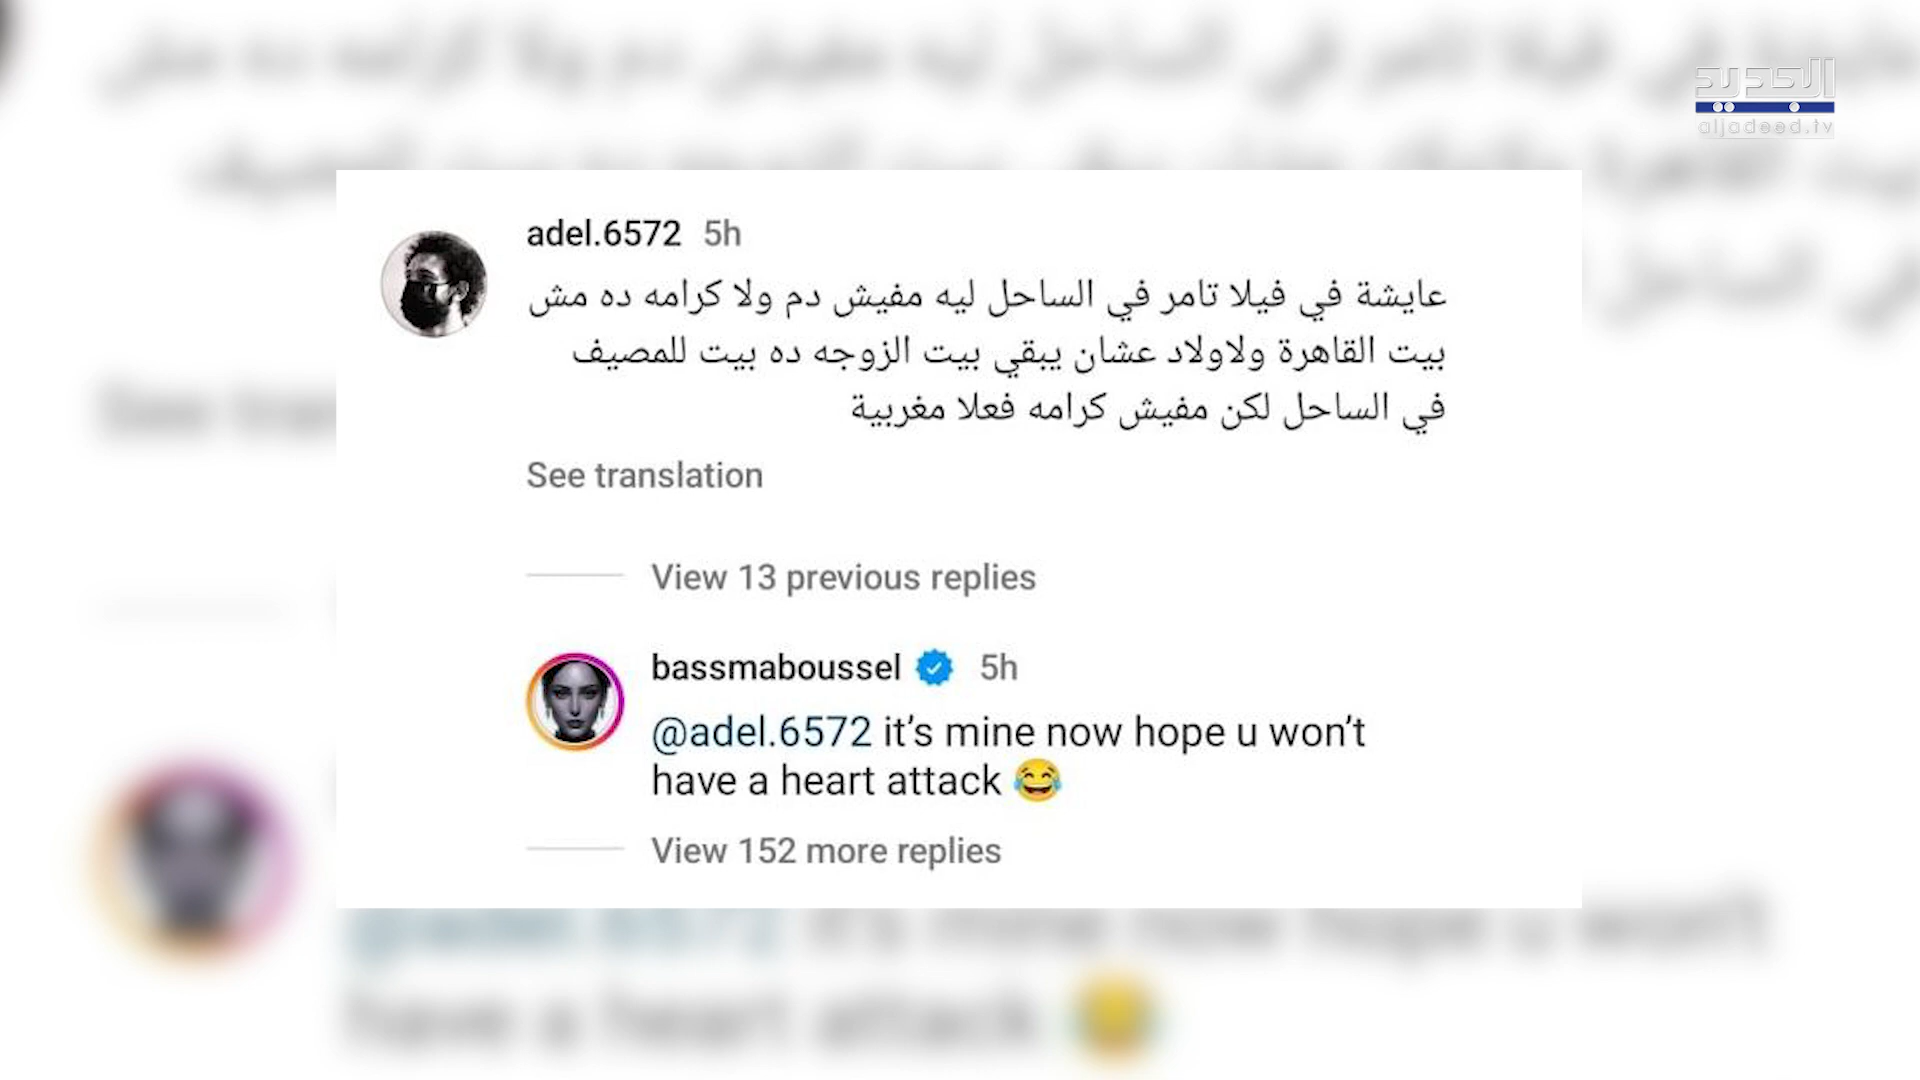 الجديد
aljadeed.tv
adel.6572 5h
عايشة في فيلا تامر في الساحل ليه مفيش دم ولا كرامه ده مش
بيت القاهرة ولاولاد عشان يبقي بيت الزوجه ده بيت للمصيف
في الساحل لكن مفيش كرامه فعلا مغربية
See translation
View 13 previous replies
bassmaboussel 5h
@adel.6572 it's mine now hope u won't
have a heart attack 😂
View 152 more replies